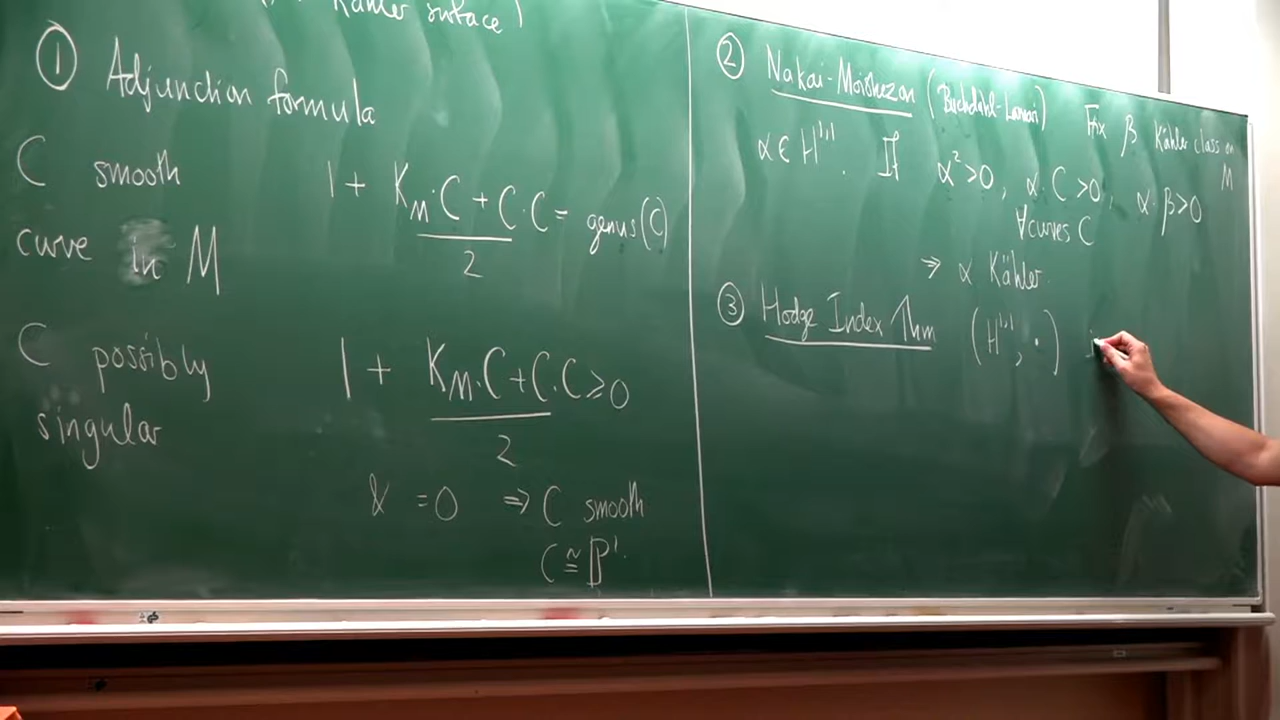 Kähler surface)
① Adjunction formula
C smooth
curve in M
1 + (K_M·C + C·C)/2 = genus(C)
C possibly
singular
1 + (K_M·C + C·C)/2 ≥ 0
& = 0 ⇒ C smooth
C ≅ ℙ¹.
② Nakai-Moishezon (Buchdahl-Lamari)
Fix β Kähler class on
M
α ∈ H^{1,1}. If α² > 0, α·C > 0, α·β > 0
∀ curves C
⇒ α Kähler.
③ Hodge Index Thm (H^{1,1}, ·)